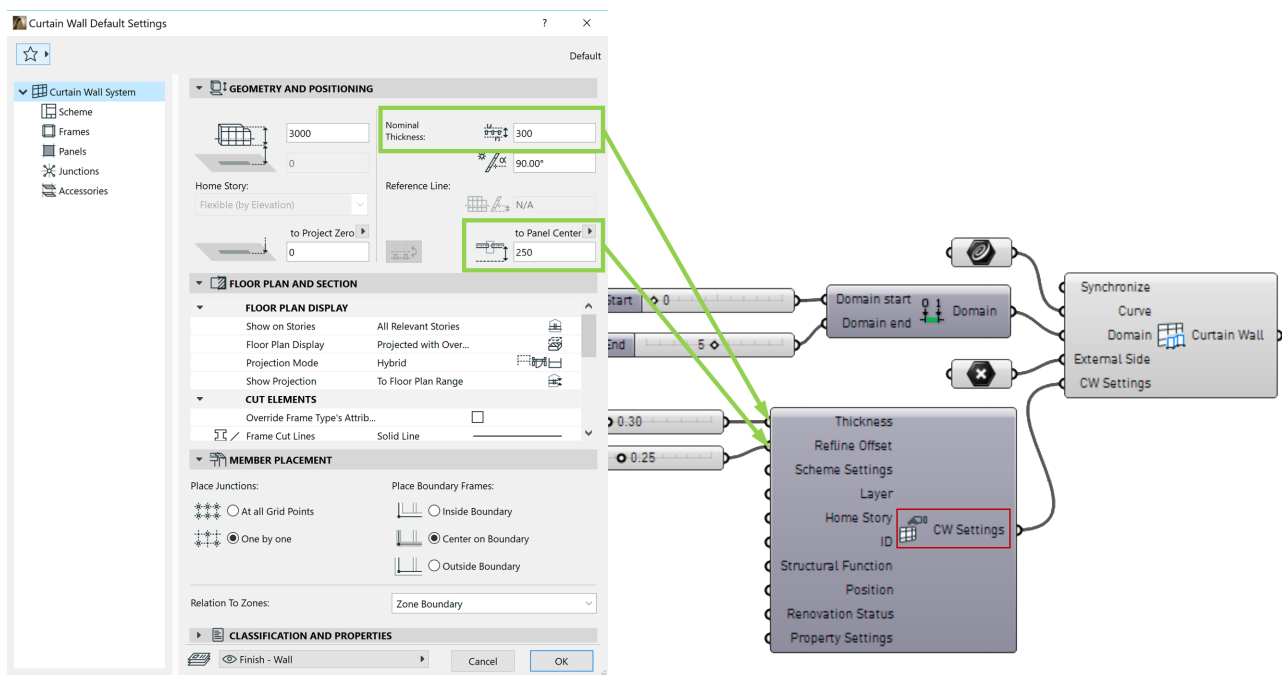 Curtain Wall Default Settings
?
Default
Curtain Wall System
Scheme
Frames
Panels
Junctions
Accessories
GEOMETRY AND POSITIONING
3000
0
Nominal
Thickness:
300
α
90.00°
Home Story:
Flexible (by Elevation)
Reference Line:
N/A
to Project Zero
0
to Panel Center
250
FLOOR PLAN AND SECTION
FLOOR PLAN DISPLAY
Show on Stories All Relevant Stories
Floor Plan Display Projected with Over...
Projection Mode Hybrid
Show Projection To Floor Plan Range
CUT ELEMENTS
Override Frame Type's Attrib...
Frame Cut Lines Solid Line
MEMBER PLACEMENT
Place Junctions:
At all Grid Points
One by one
Place Boundary Frames:
Inside Boundary
Center on Boundary
Outside Boundary
Relation To Zones: Zone Boundary
CLASSIFICATION AND PROPERTIES
Finish - Wall
Cancel
OK
Start 0
End 5
Domain start
Domain end
0 1
Domain
Synchronize
Curve
Domain
External Side
CW Settings
Curtain Wall
0.30
0.25
Thickness
Refline Offset
Scheme Settings
Layer
Home Story
ID
Structural Function
Position
Renovation Status
Property Settings
CW Settings